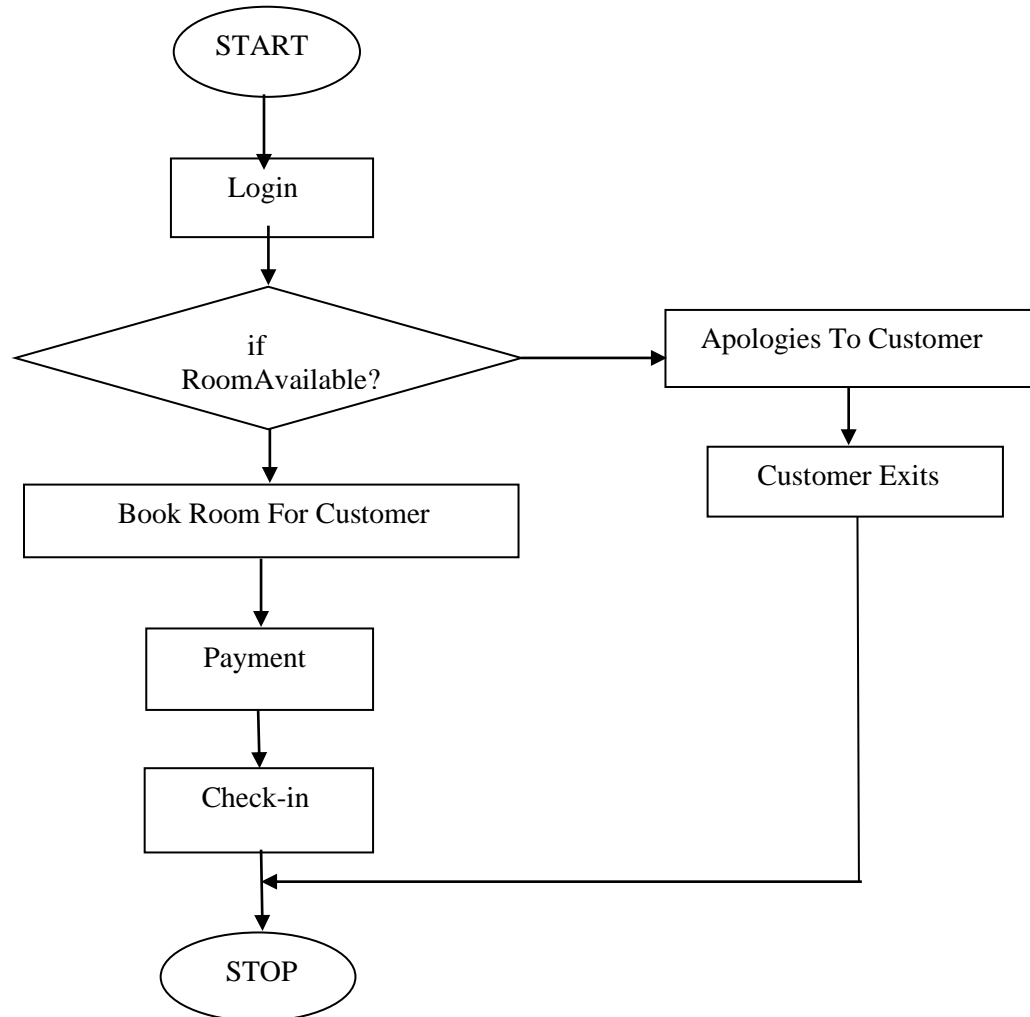 START
Login
if
RoomAvailable?
Apologies To Customer
Customer Exits
Book Room For Customer
Payment
Check-in
STOP